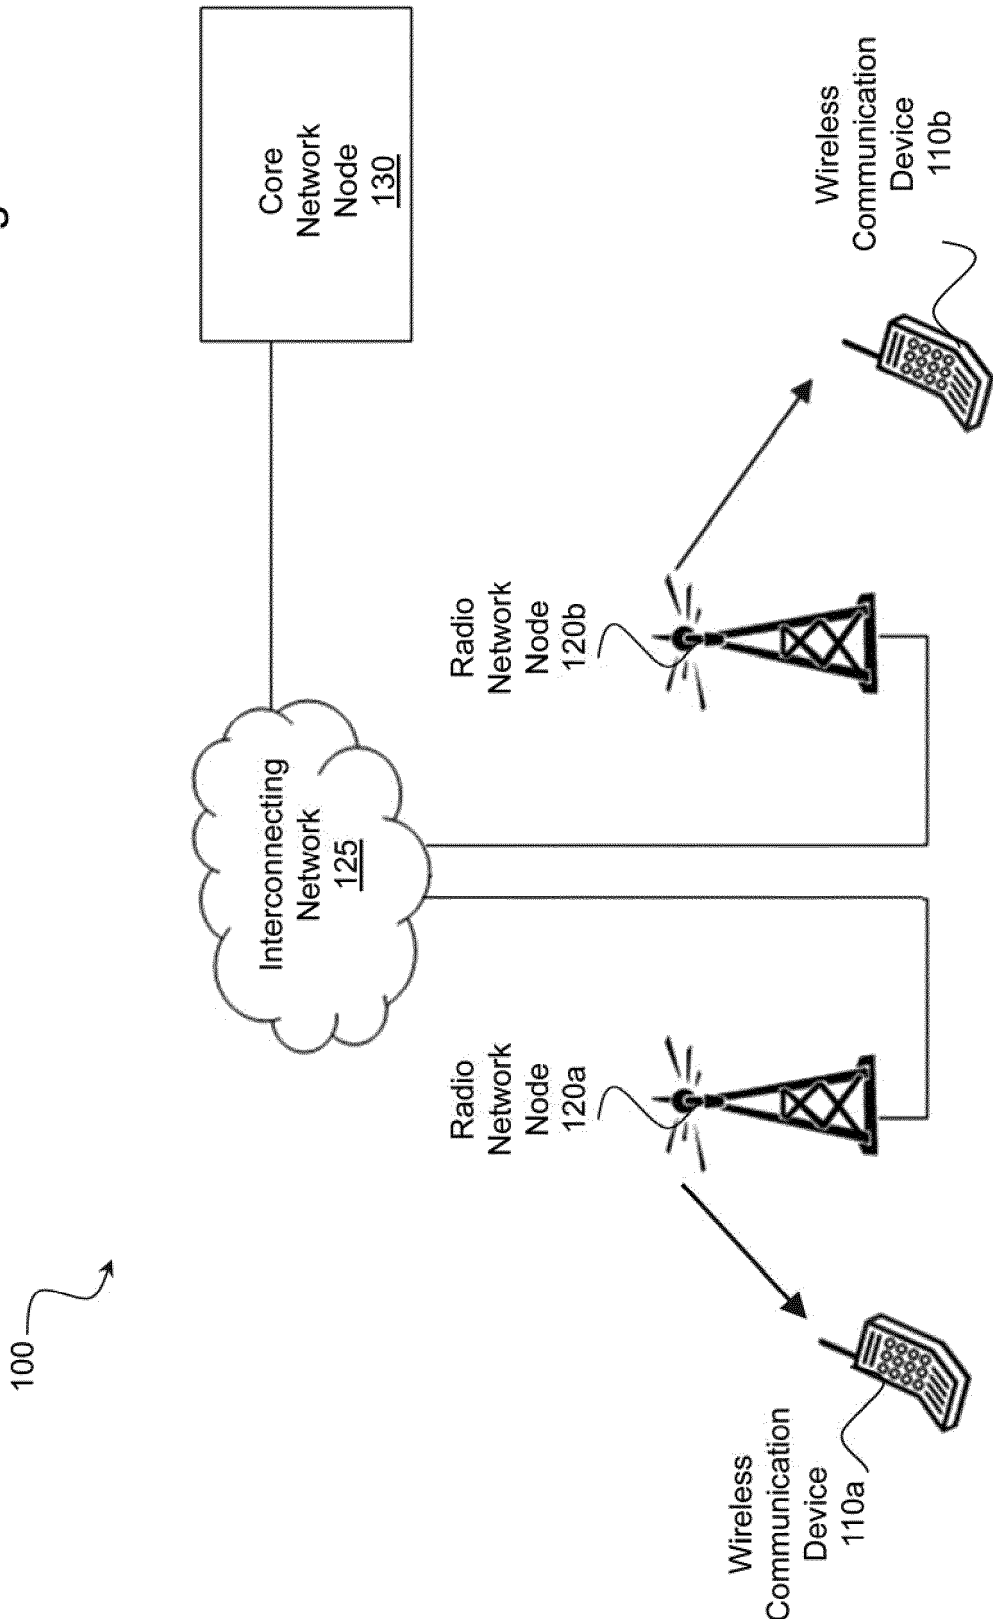 100
Interconnecting
Network
125
Core
Network
Node
130
Radio
Network
Node
120a
Radio
Network
Node
120b
Wireless
Communication
Device
110a
Wireless
Communication
Device
110b